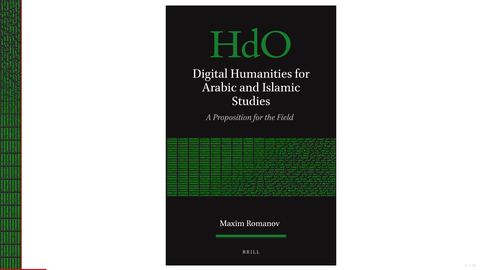 HdO
Digital Humanities for
Arabic and Islamic
Studies
A Proposition for the Field
Maxim Romanov
BRILL